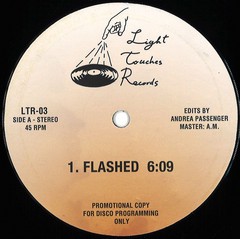 Light
Touches
Records
LTR-03
SIDE A - STEREO
45 RPM
EDITS BY
ANDREA PASSENGER
MASTER: A.M.
1. FLASHED 6:09
PROMOTIONAL COPY
FOR DISCO PROGRAMMING
ONLY